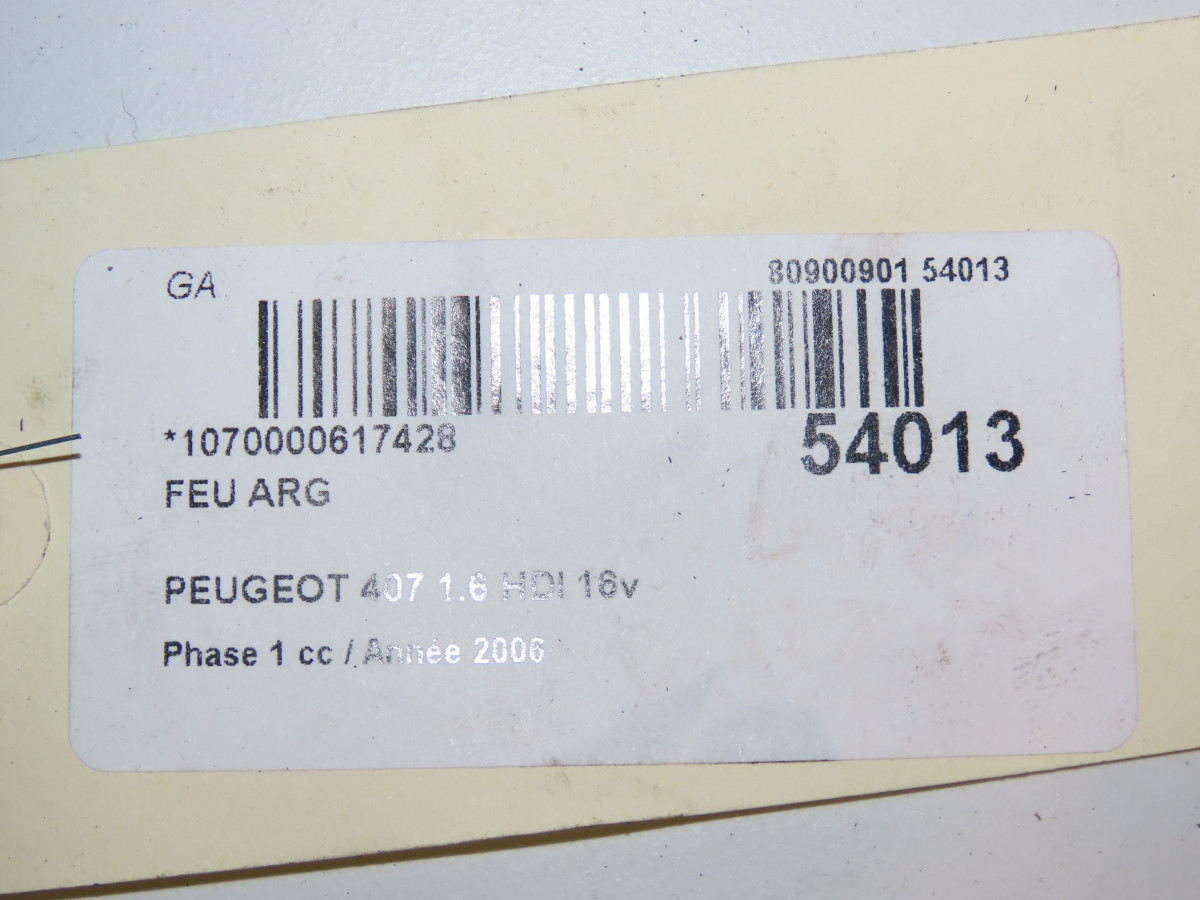 GA
80900901 54013
*1070000617428
54013
FEU ARG
PEUGEOT 407 1.6 HDI 16v
Phase 1 cc / Année 2006